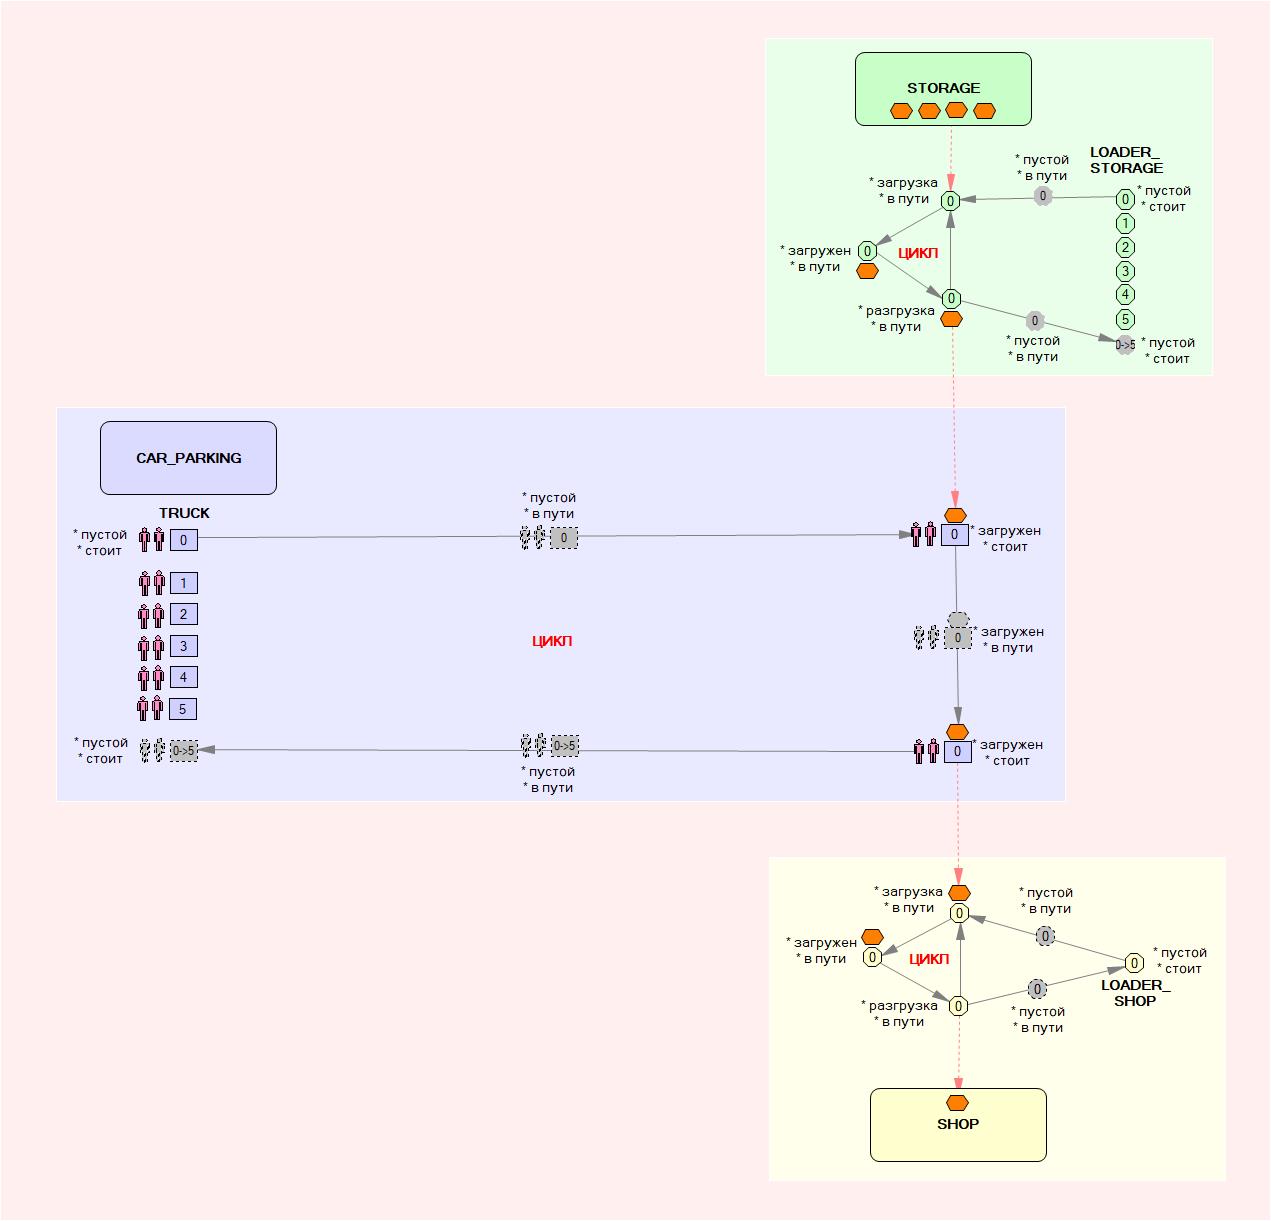 STORAGE
LOADER_
STORAGE
* пустой
* в пути
0
* загрузка
* в пути
0
0
* пустой
* стоит
1
2
3
4
5
0->5
* пустой
* стоит
* загружен
* в пути
0
ЦИКЛ
0
* разгрузка
* в пути
0
* пустой
* в пути
CAR_PARKING
TRUCK
* пустой
* стоит
0
* пустой
* в пути
0
0
* загружен
* стоит
1
2
3
4
5
ЦИКЛ
0
* загружен
* в пути
* пустой
* стоит
0->5
0->5
* пустой
* в пути
0
* загружен
* стоит
* загрузка
* в пути
0
* пустой
* в пути
0
* загружен
* в пути
0
ЦИКЛ
0
* пустой
* стоит
LOADER_
SHOP
* разгрузка
* в пути
0
0
* пустой
* в пути
SHOP